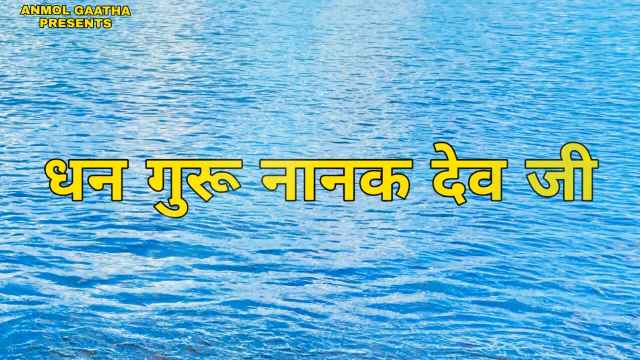 ANMOL GAATHA
PRESENTS
धन गुरू नानक देव जी